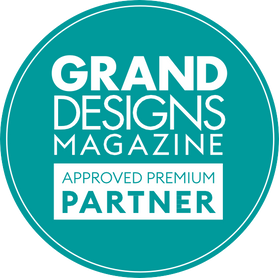 GRAND
DESIGNS
MAGAZINE
APPROVED PREMIUM
PARTNER